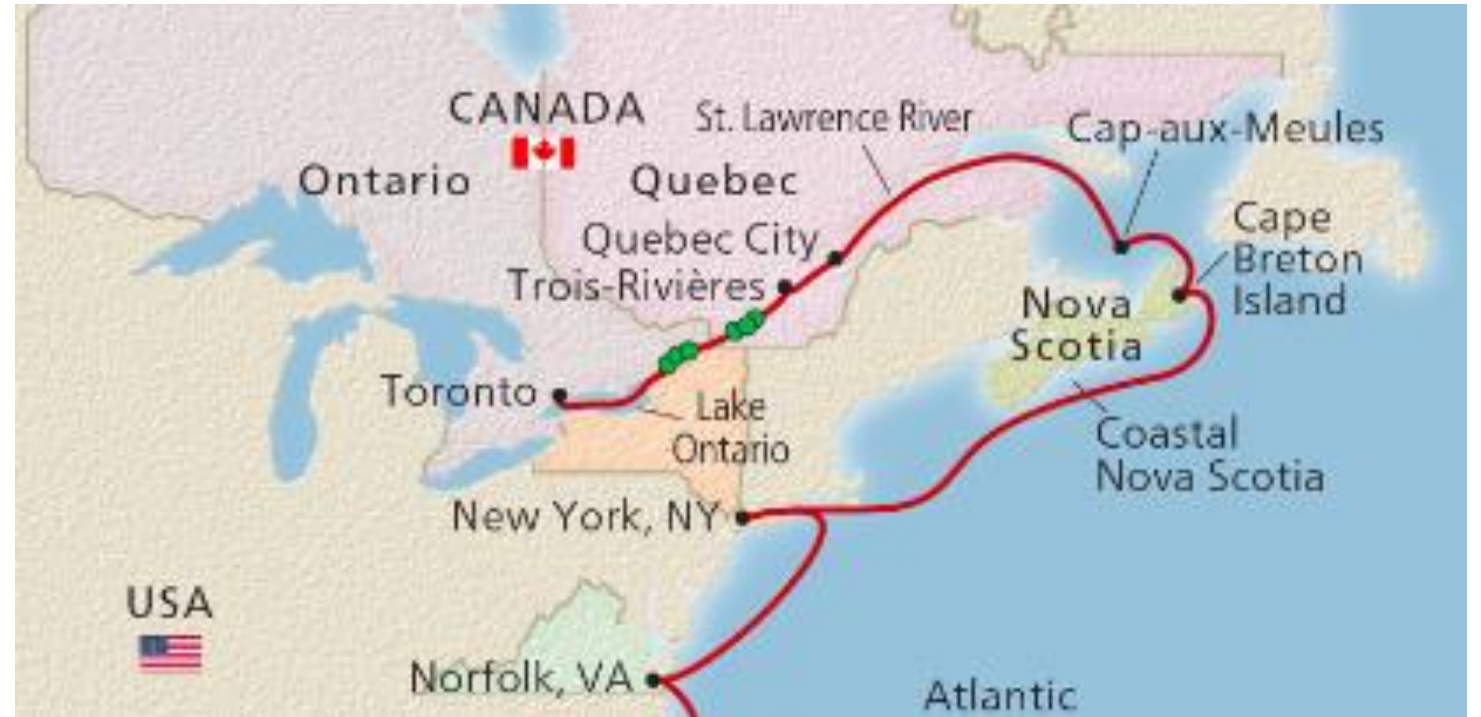 CANADA
St. Lawrence River
Cap-aux-Meules
Ontario
Quebec
Quebec City
Cape
Breton
Island
Trois-Rivières
Nova
Scotia
Toronto
Lake
Ontario
Coastal
Nova Scotia
New York, NY
USA
Norfolk, VA
Atlantic